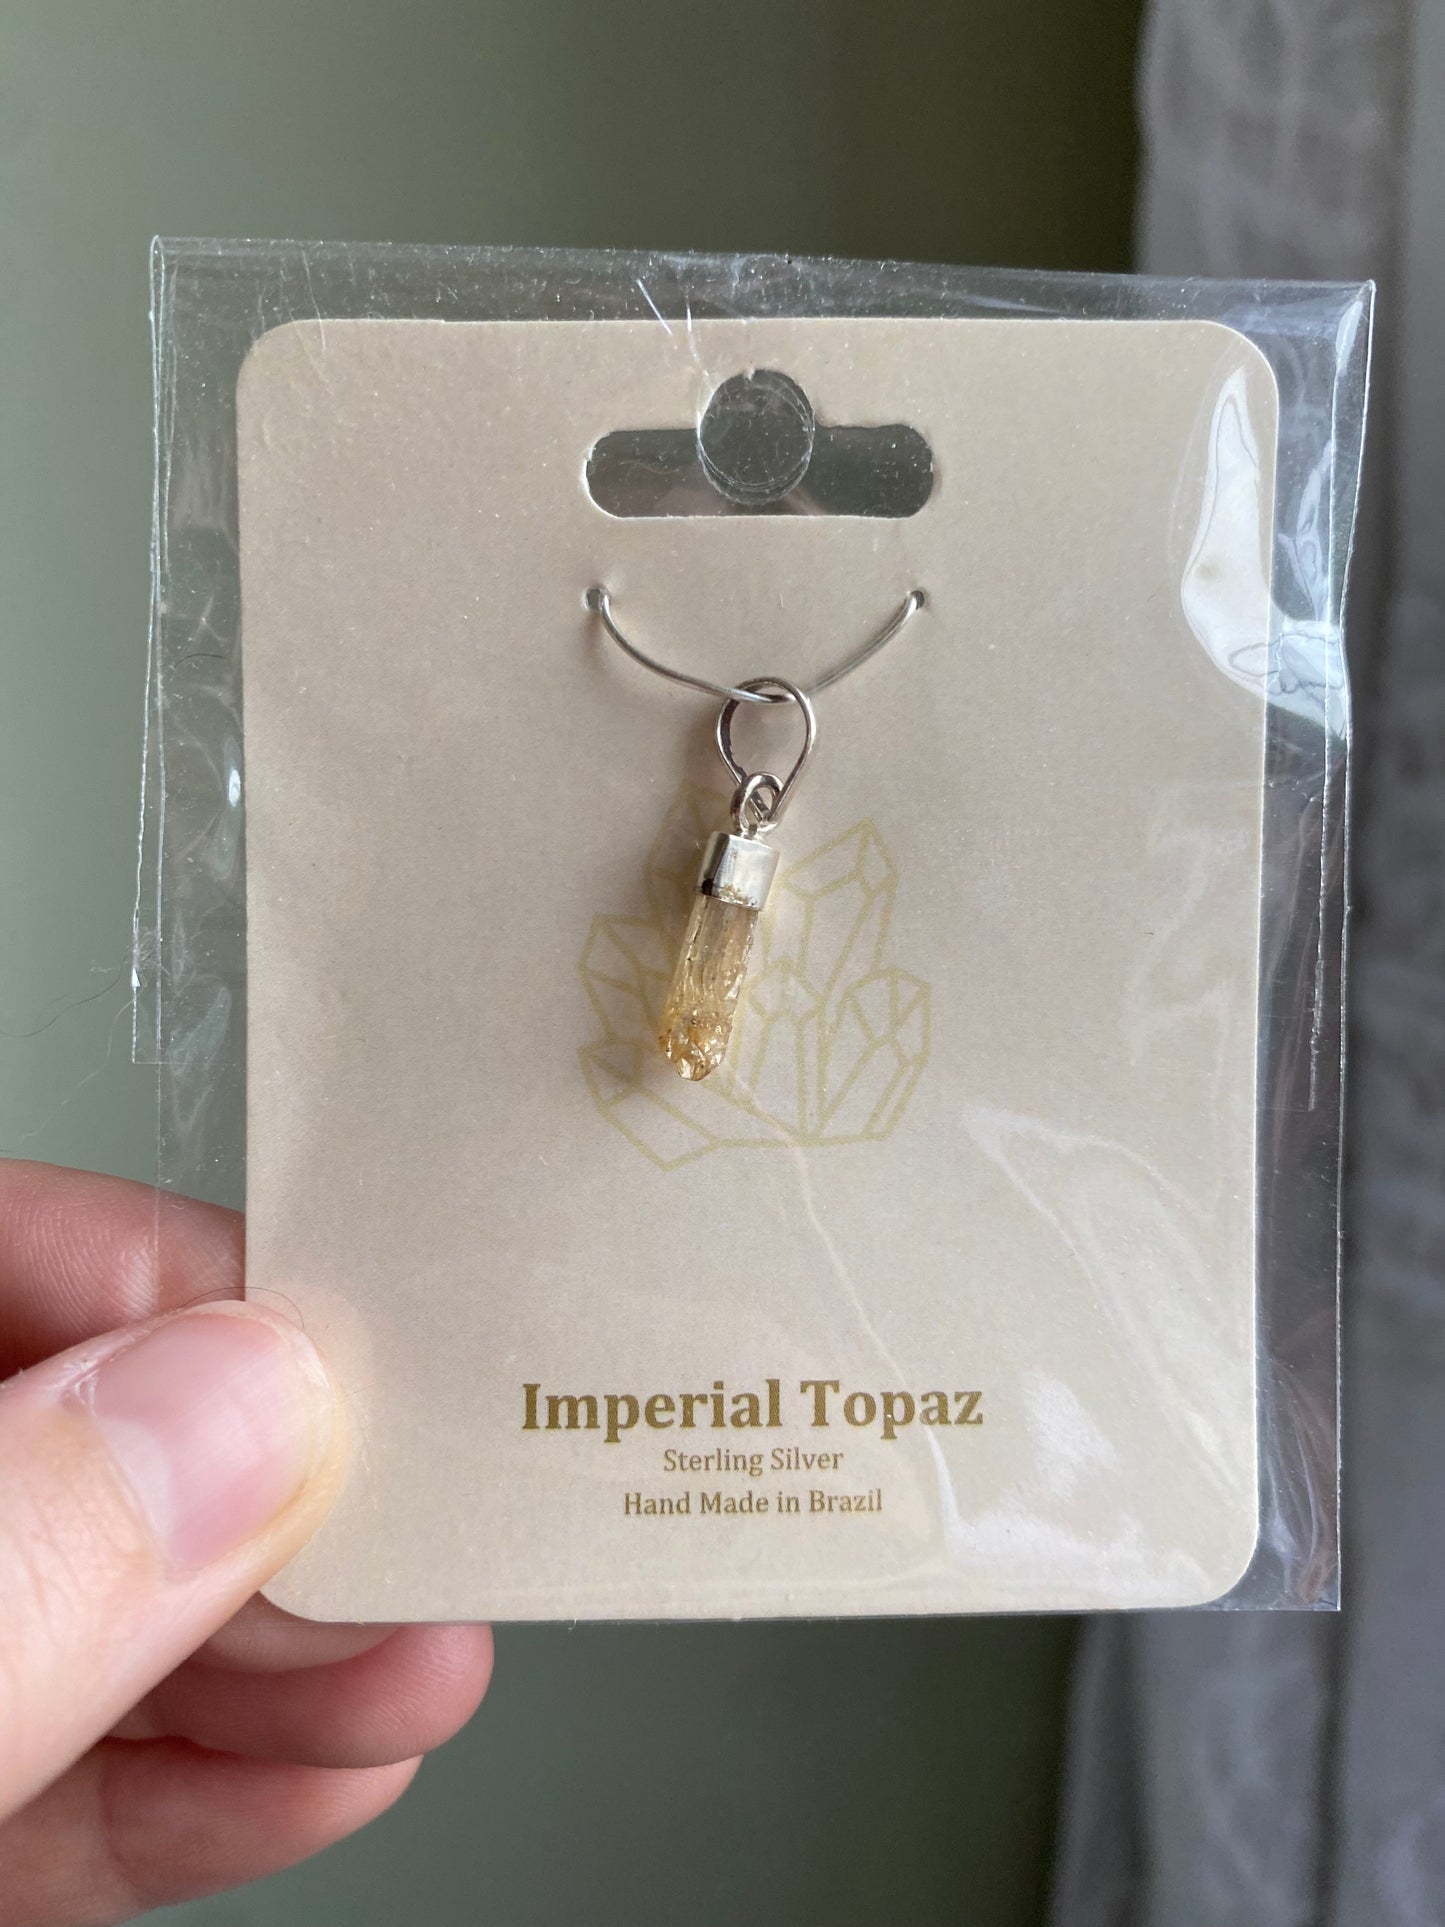 Imperial Topaz
Sterling Silver
Hand Made in Brazil